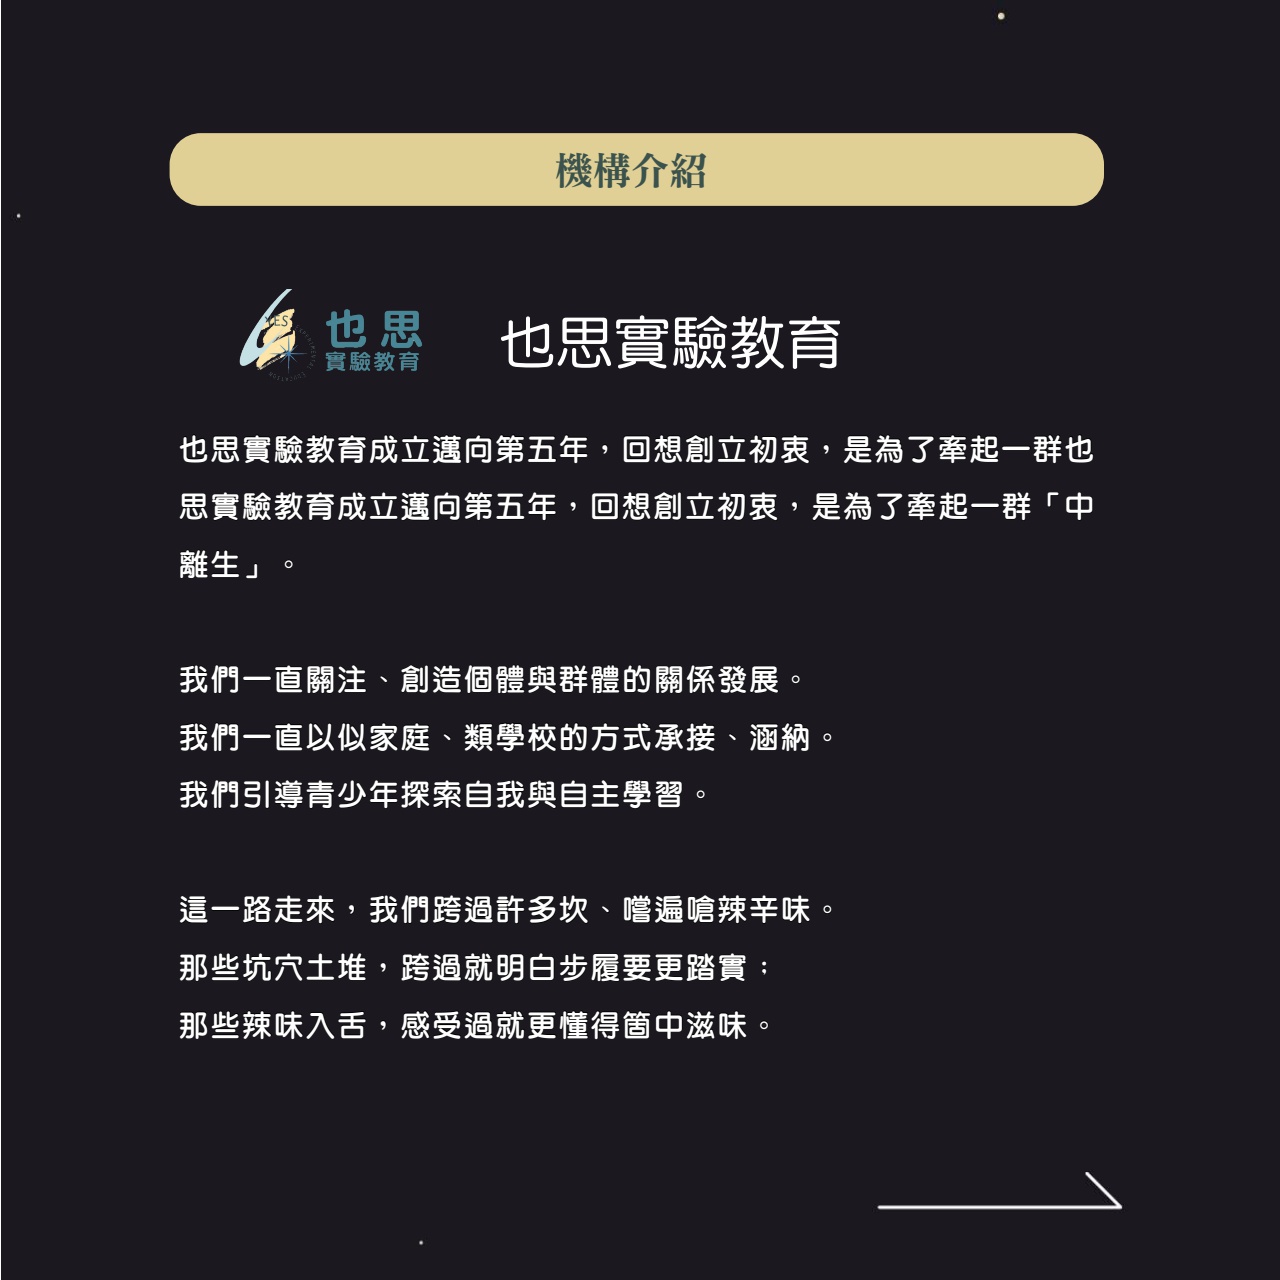 機構介紹
YES
也思
實驗教育
也思實驗教育
也思實驗教育成立邁向第五年，回想創立初衷，是為了牽起一群也
思實驗教育成立邁向第五年，回想創立初衷，是為了牽起一群「中
離生」。
我們一直關注、創造個體與群體的關係發展。
我們一直以似家庭、類學校的方式承接、涵納。
我們引導青少年探索自我與自主學習。
這一路走來，我們跨過許多坎、嚐遍嗆辣辛味。
那些坑穴土堆，跨過就明白步履要更踏實；
那些辣味入舌，感受過就更懂得箇中滋味。